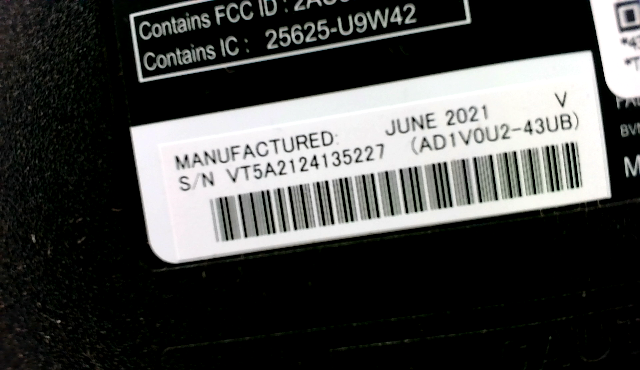 Contains FCC ID :
Contains IC : 25625-U9W42
MANUFACTURED: JUNE 2021 V
S/N VT5A2124135227 (AD1V0U2-43UB)